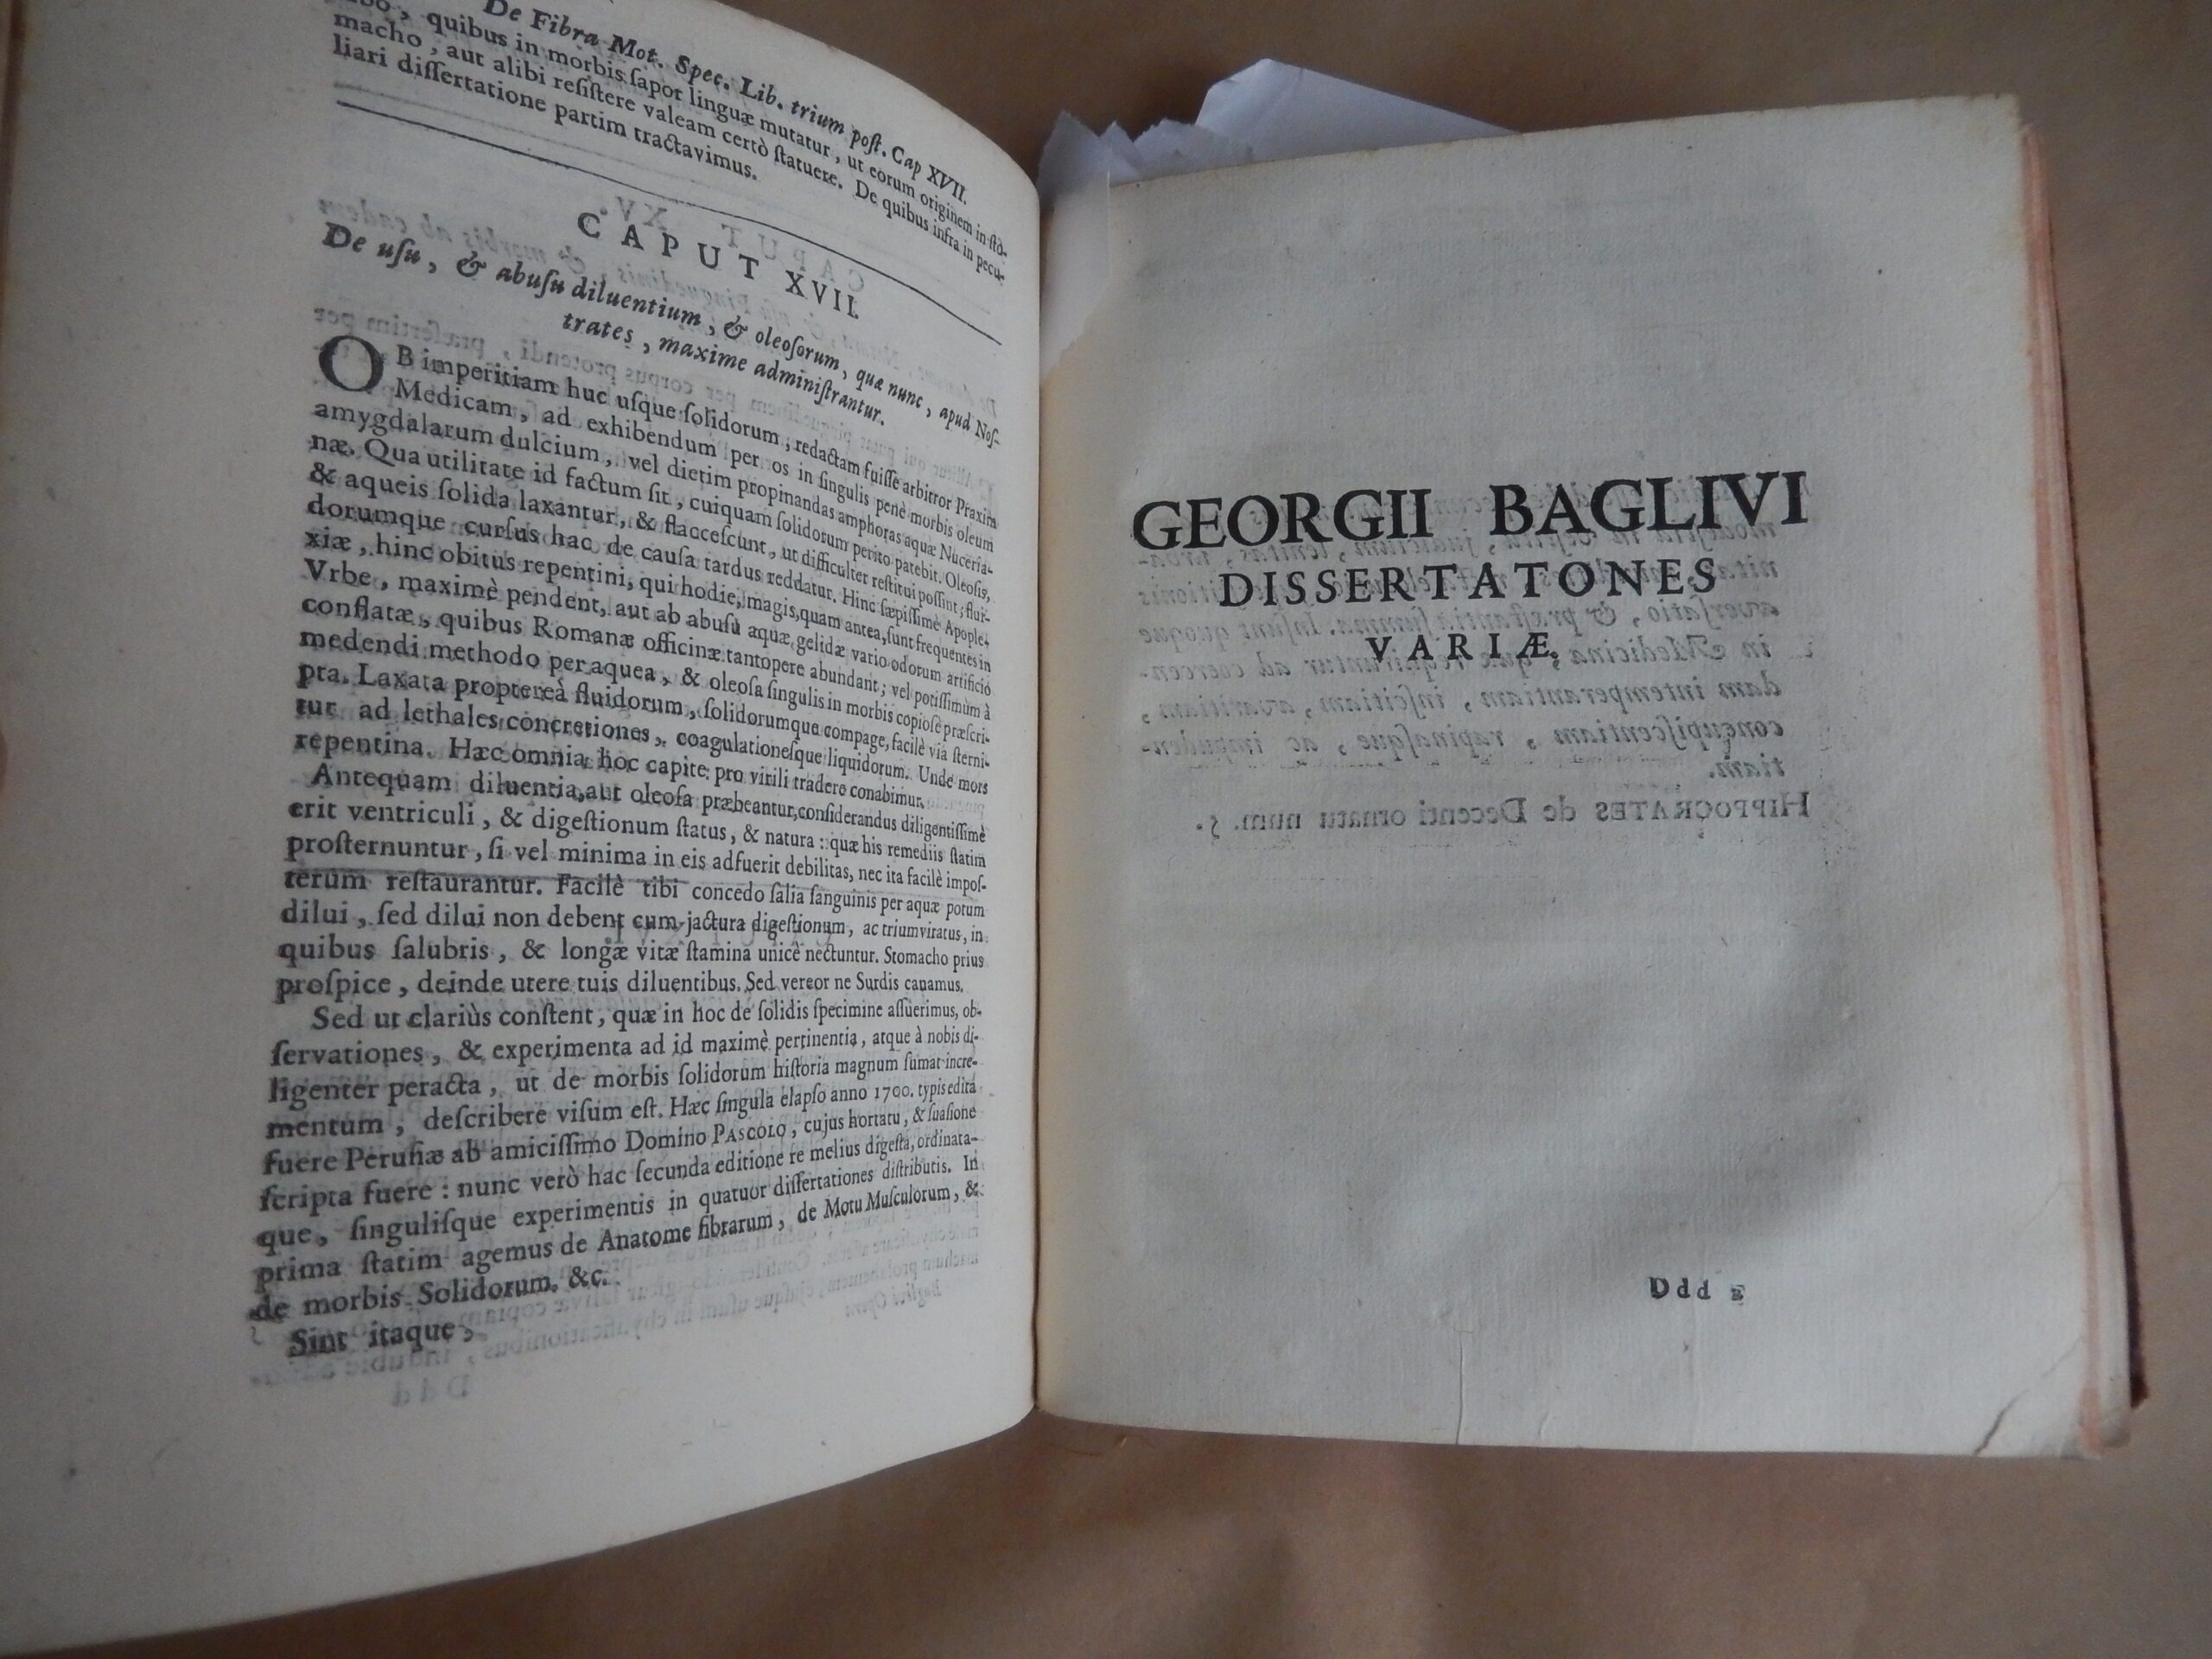 De Fibra Mot. Spec. Lib. trium poſt. Cap XVII.
quibus in morbis ſapor linguæ mutatur, ut eorum originem in ſto-
macho, aut alibi reſiſtere valeam certò ſtatuere. De quibus infra in pecu-
liari diſſertatione partim tractavimus.
CAPUT XVII.
De uſu, & abuſu diluentium, & oleoſorum, quæ nunc, apud Noſ-
trates, maxime adminiſtrantur.
OB imperitiam huc uſque ſolidorum, redactam fuiſſe arbitror Praxim
Medicam, ad exhibendum per os in ſingulis penè morbis oleum
amygdalarum dulcium, vel dietim propinandas amphoras aquæ Nuceria-
næ. Qua utilitate id factum ſit, cuiquam ſolidorum perito patebit. Oleoſis,
& aqueis ſolida laxantur, & flacceſcunt, ut difficulter reſtitui poſſint; flui-
dorumque curſus hac de cauſa tardus reddatur. Hinc ſæpiſſimè Apople-
xiæ, hinc obitus repentini, qui hodie, magis, quam antea, ſunt frequentes in
Vrbe, maximè pendent, aut ab abuſu aquæ gelidæ vario odorum artificio
conflatæ, quibus Romanæ officinæ tantopere abundant; vel potiſſimum à
medendi methodo per aquea, & oleoſa ſingulis in morbis copioſè præſcri-
pta. Laxata proptereà fluidorum, ſolidorumque compage, facilè via ſterni-
tur ad lethales concretiones, coagulationeſque liquidorum. Unde mors
repentina. Hæc omnia hoc capite pro virili tradere conabimur.
Antequam diluentia, aut oleoſa præbeantur, conſiderandus diligentiſſimè
erit ventriculi, & digeſtionum ſtatus, & natura: quæ his remediis ſtatim
proſternuntur, ſi vel minima in eis adfuerit debilitas, nec ita facilè impoſ-
terum reſtaurantur. Facilè tibi concedo ſalia ſanguinis per aquæ potum
dilui, ſed dilui non debent cum jactura digeſtionum, ac triumviratus, in
quibus ſalubris, & longæ vitæ ſtamina unicè nectuntur. Stomacho prius
proſpice, deinde utere tuis diluentibus. Sed vereor ne Surdis canamus.
Sed ut clariùs conſtent, quæ in hoc de ſolidis ſpecimine aſſuerimus, ob-
ſervationes, & experimenta ad id maximè pertinentia, atque à nobis di-
ligenter peracta, ut de morbis ſolidorum hiſtoria magnum ſumat incre-
mentum, deſcribere viſum eſt. Hæc ſingula elapſo anno 1700. typis edita
fuere Peruſiæ ab amiciſſimo Domino PASCOLO, cujus hortatu, & ſuaſione
ſcripta fuere: nunc verò hac ſecunda editione re melius digeſta, ordinata-
que, ſinguliſque experimentis in quatuor diſſertationes diſtributis. In
prima ſtatim agemus de Anatome fibrarum, de Motu Muſculorum, &
de morbis Solidorum. &c.
Sint itaque,
GEORGII BAGLIVI
DISSERTATONES
VARIÆ.
Ddd 2